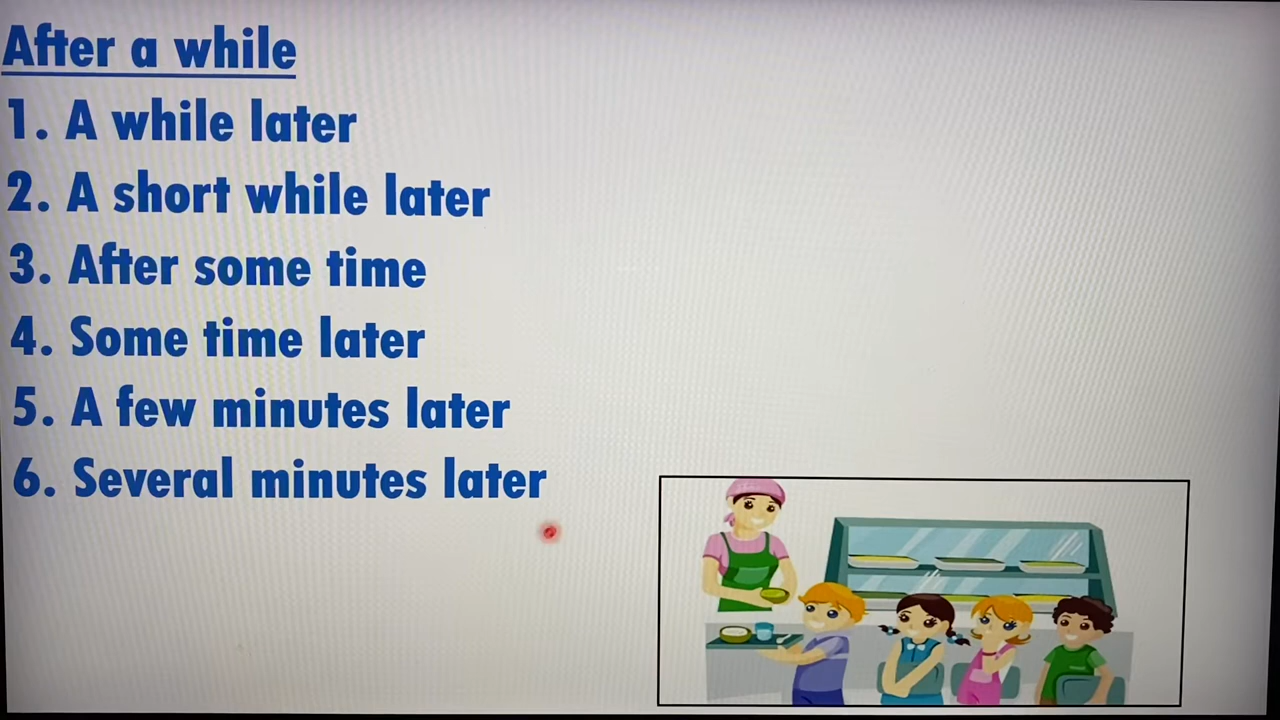 After a while
1. A while later
2. A short while later
3. After some time
4. Some time later
5. A few minutes later
6. Several minutes later